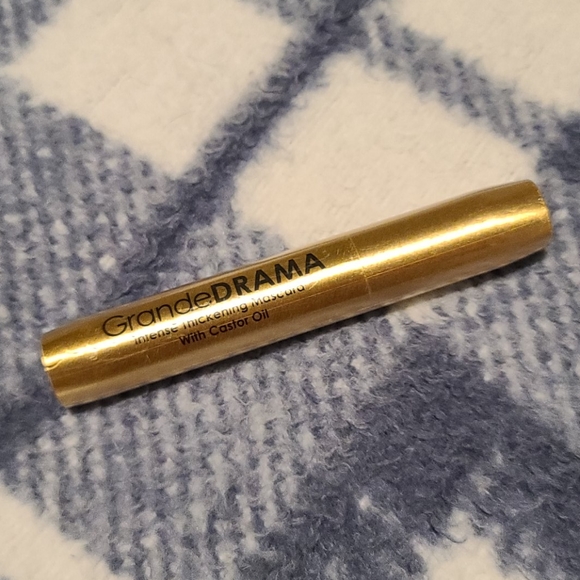 GrandeDRAMA
Intense Thickening Mascara
With Castor Oil